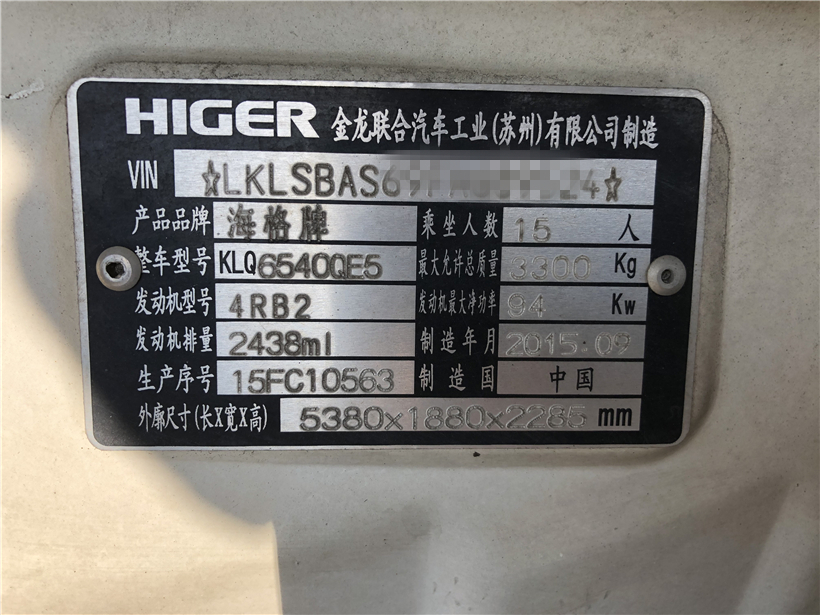 HIGER 金龙联合汽车工业(苏州)有限公司制造
VIN ☆LKLSBAS69 24☆
产品品牌 海格牌 乘坐人数 15 人
整车型号 KLQ6540QE5 最大允许总质量 3300 Kg
发动机型号 4RB2 发动机最大净功率 94 Kw
发动机排量 2438ml 制造年月 2015.09
生产序号 15FC10563 制造国 中国
外廓尺寸(长X宽X高) 5380x1880x2285 mm